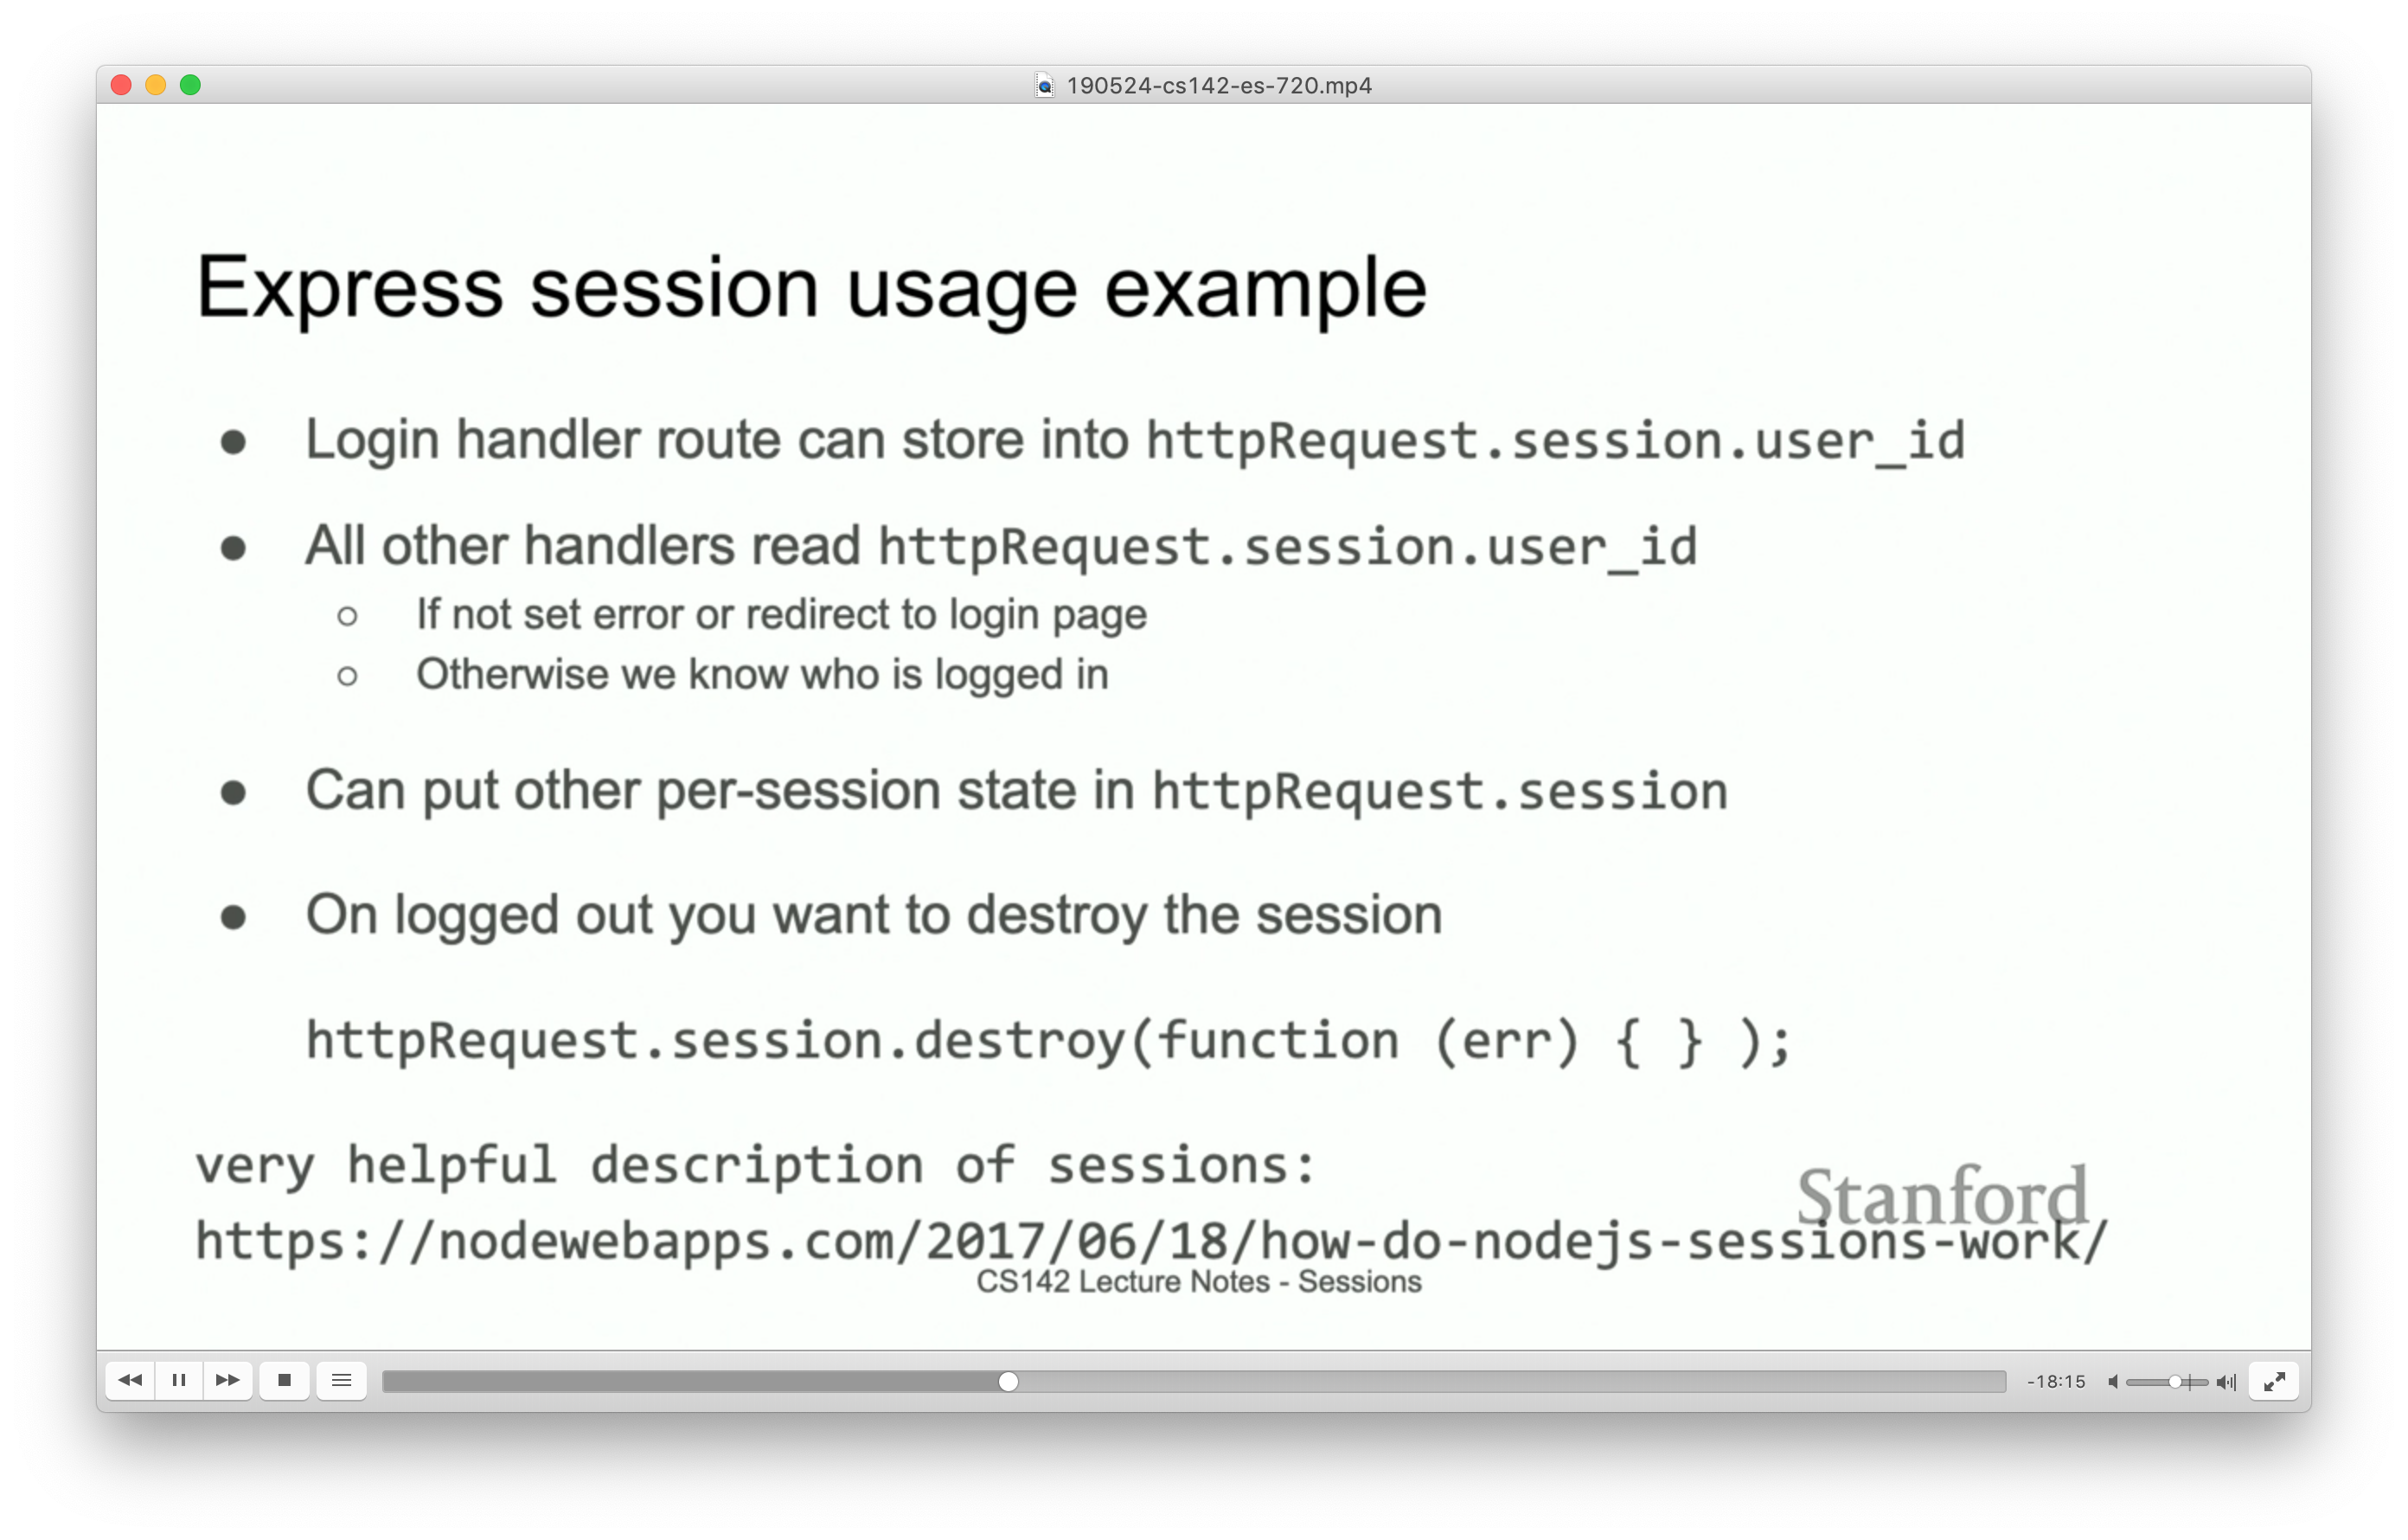 190524-cs142-es-720.mp4
Express session usage example
● Login handler route can store into httpRequest.session.user_id
● All other handlers read httpRequest.session.user_id
○ If not set error or redirect to login page
○ Otherwise we know who is logged in
● Can put other per-session state in httpRequest.session
● On logged out you want to destroy the session
httpRequest.session.destroy(function (err) { } );
very helpful description of sessions:
Stanford
https://nodewebapps.com/2017/06/18/how-do-nodejs-sessions-work/
CS142 Lecture Notes - Sessions
-18:15